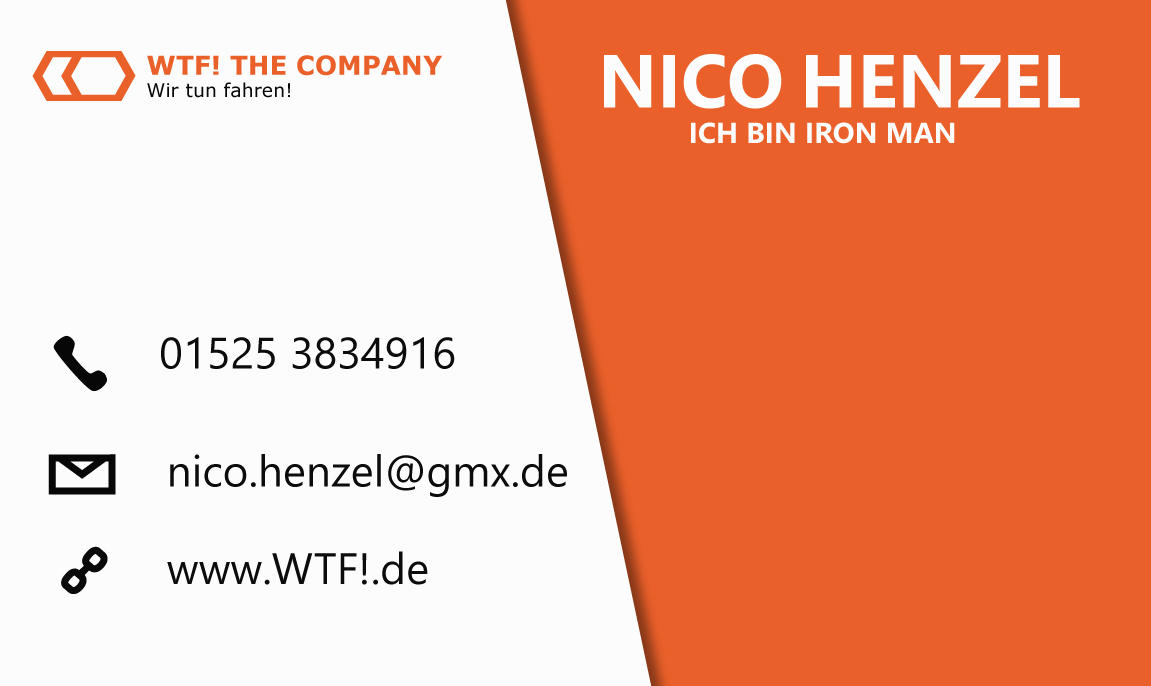 WTF! THE COMPANY
Wir tun fahren!
NICO HENZEL
ICH BIN IRON MAN
01525 3834916
nico.henzel@gmx.de
www.WTF!.de